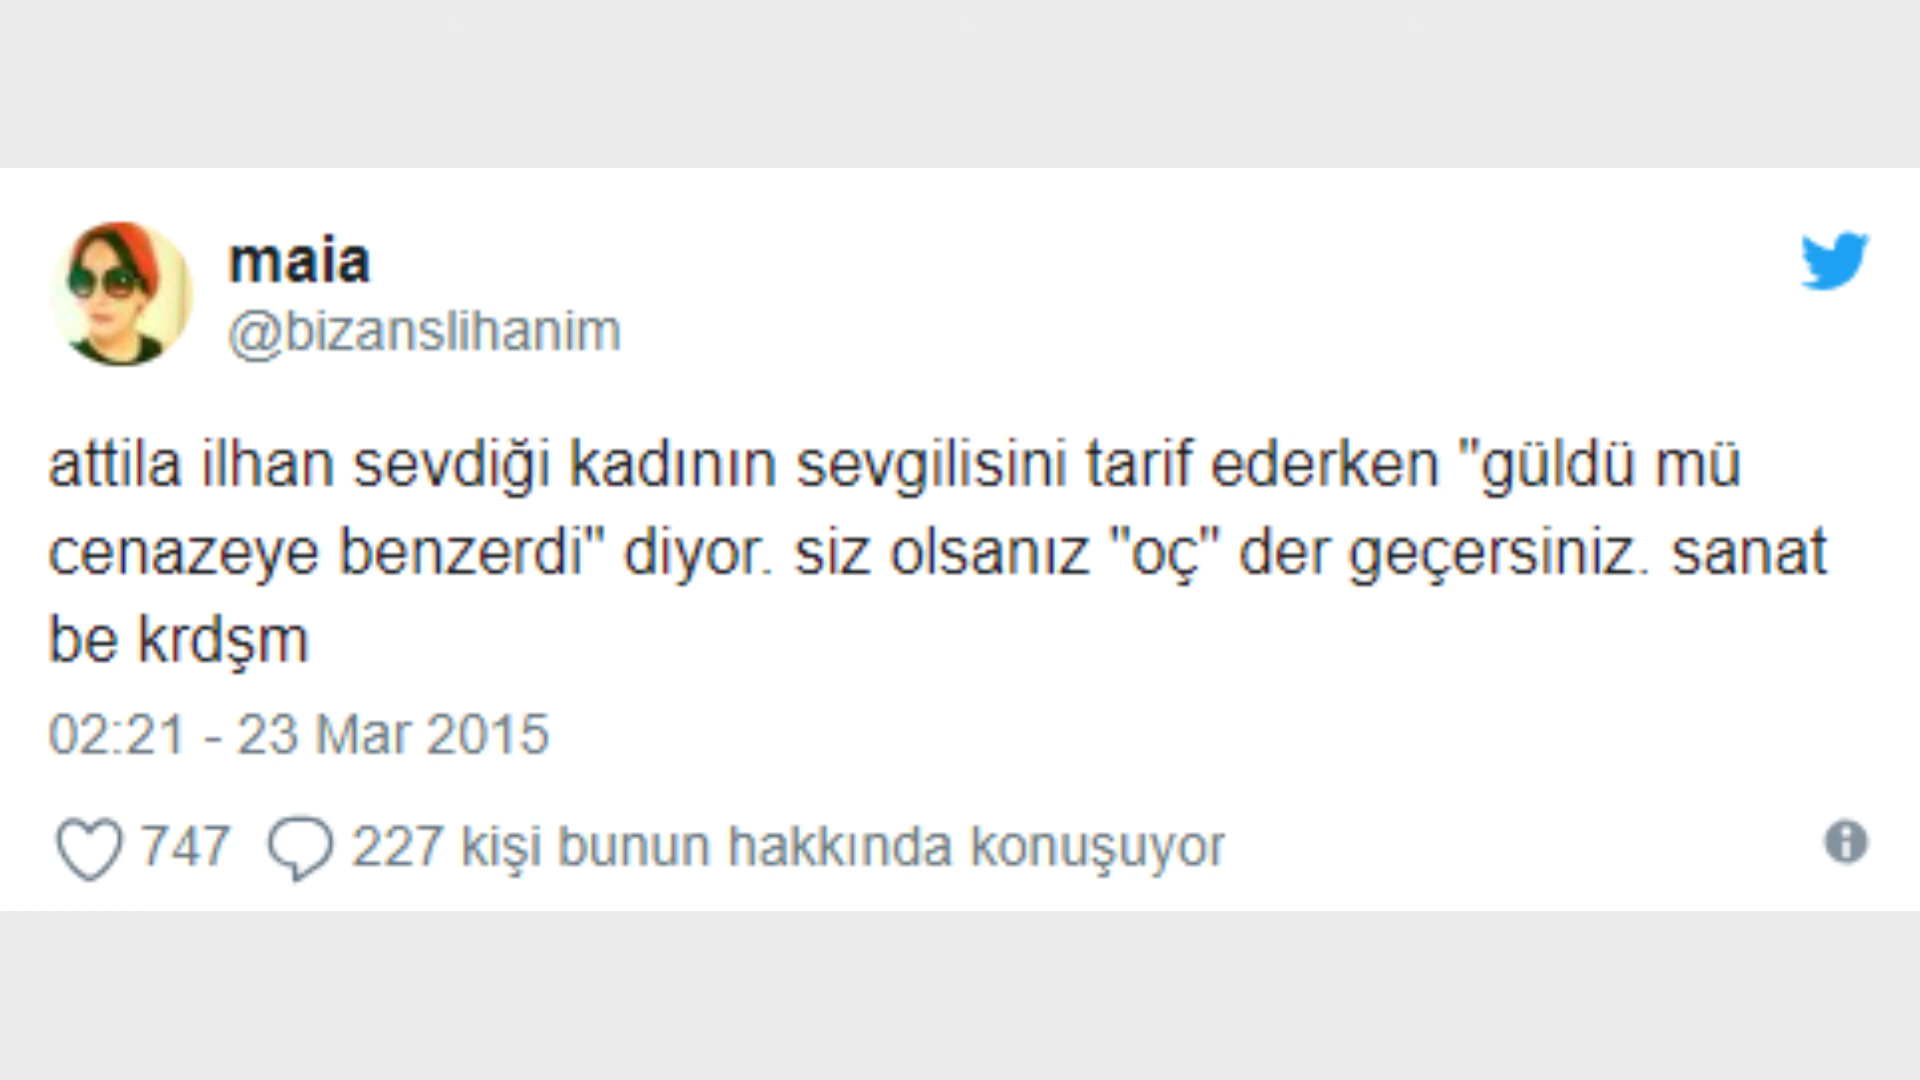 maia
@bizanslihanim
attila ilhan sevdiği kadının sevgilisini tarif ederken "güldü mü
cenazeye benzerdi" diyor. siz olsanız "oç" der geçersiniz. sanat
be krdşm
02:21 - 23 Mar 2015
747 227 kişi bunun hakkında konuşuyor